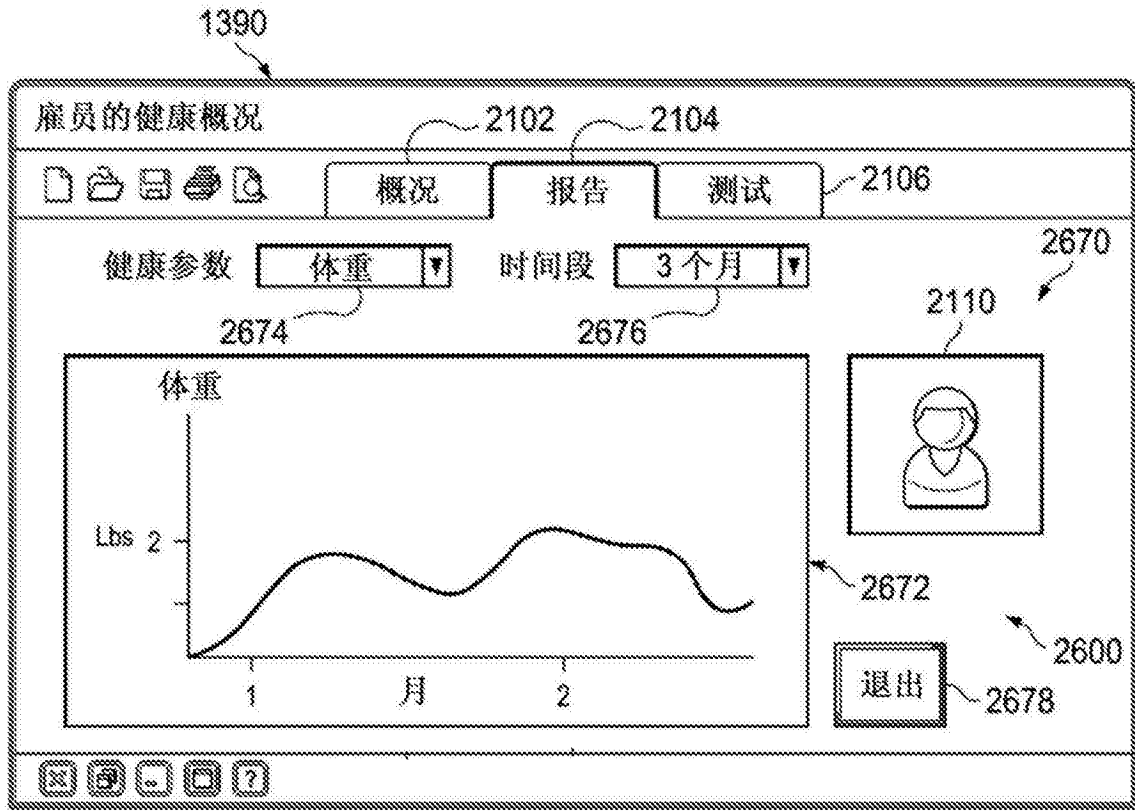 1390
雇员的健康概况
2102 2104
概况 报告 测试 2106
健康参数 体重 时间段 3个月 2670
2674 2676 2110
体重
Lbs 2
2672
2600
1 月 2 退出 2678
?